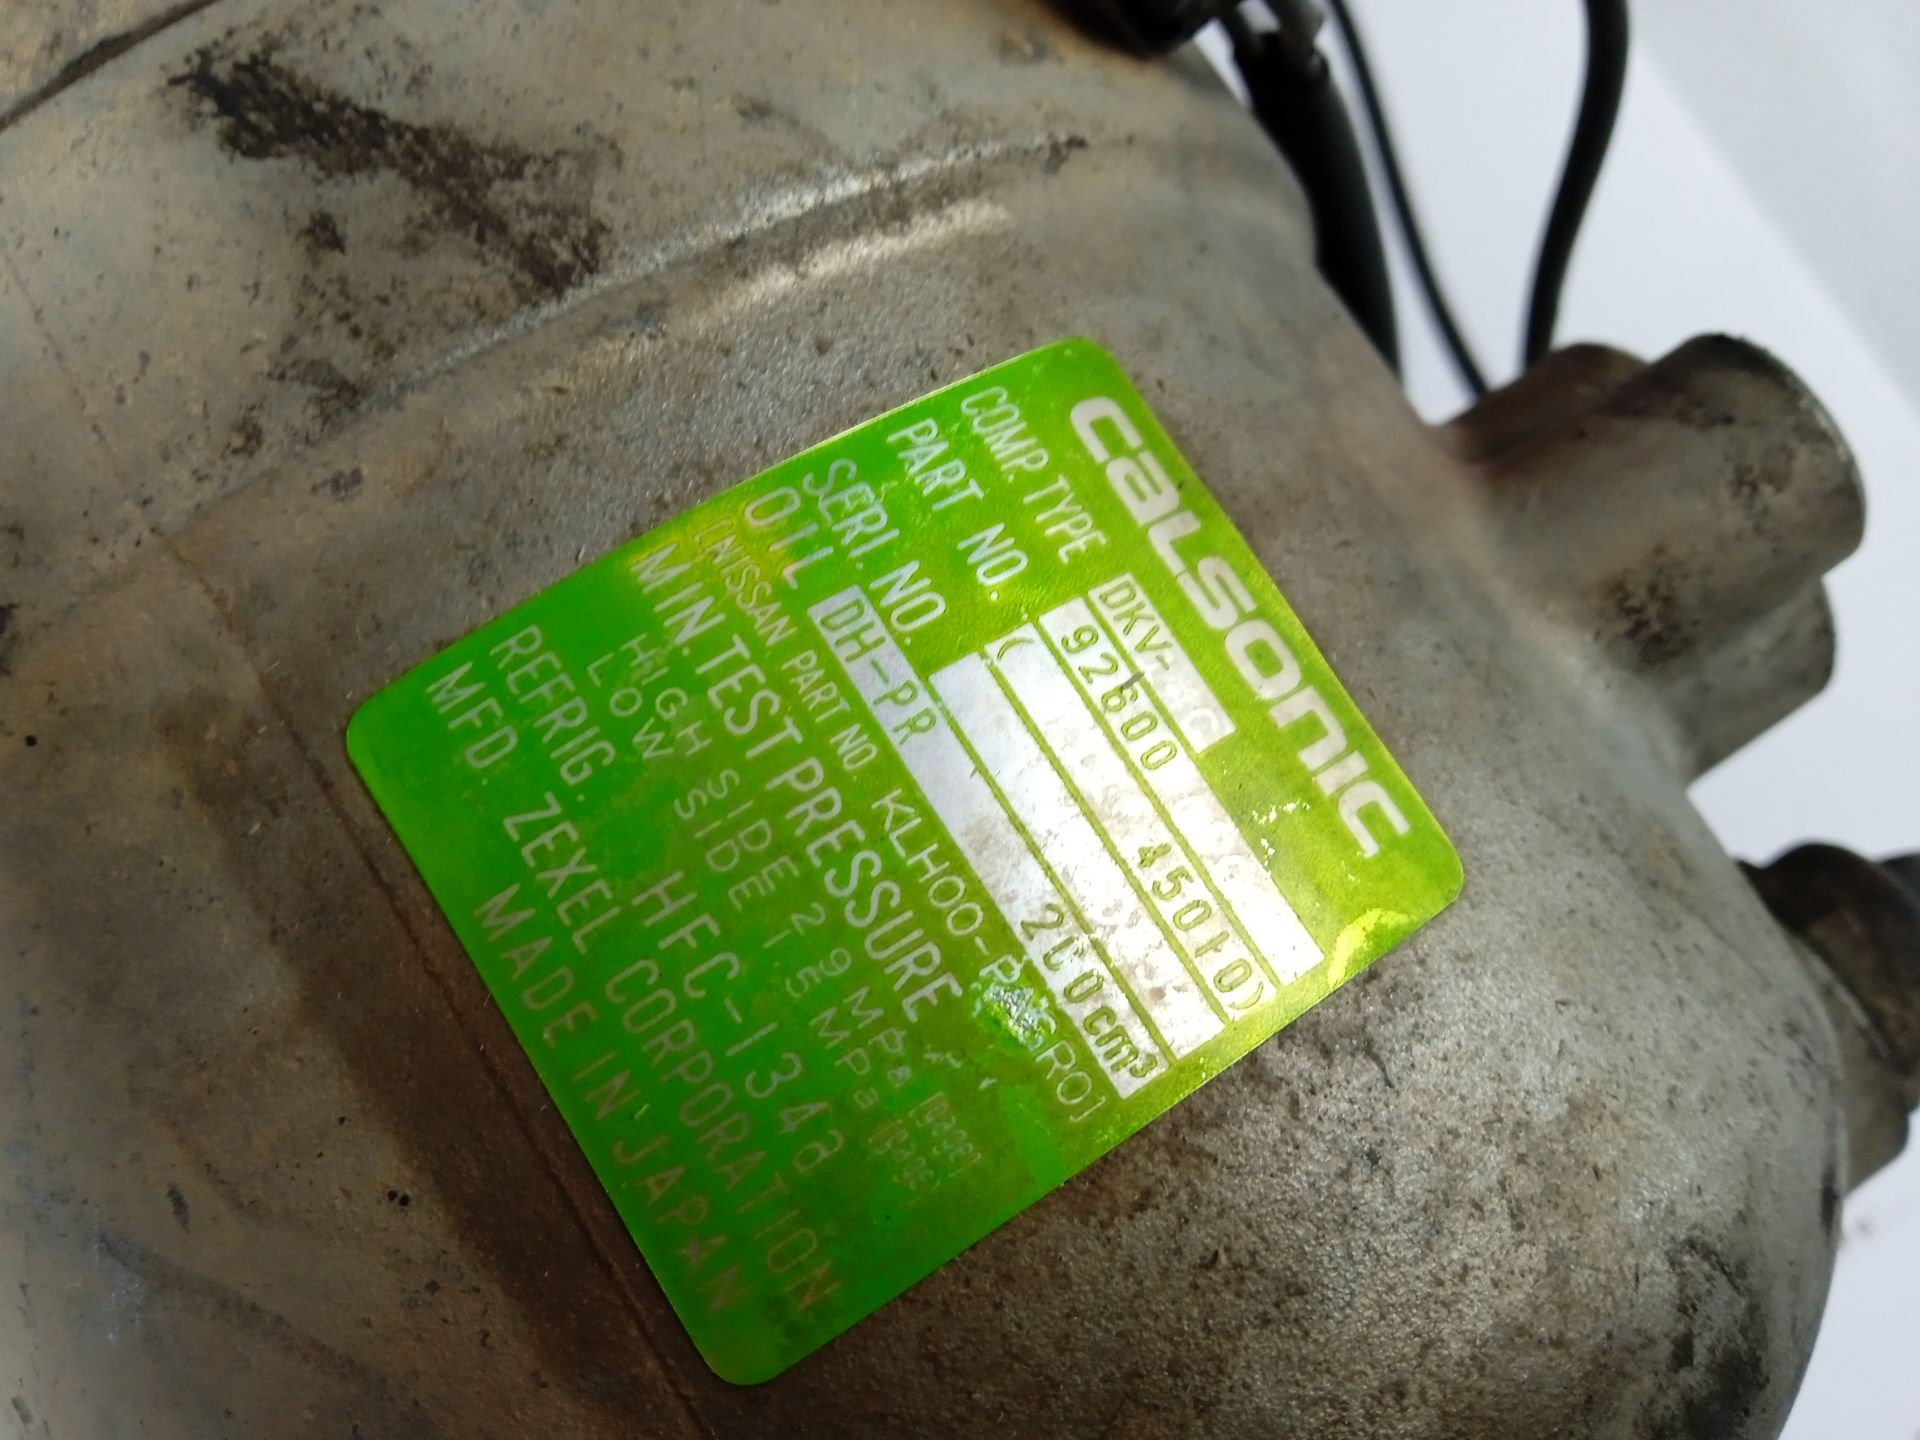 CALSONIC
COMP. TYPE DKV-
PART NO. 92600 45010)
SERI. NO. (
OIL DH-PR 200cm³
[NISSAN PART NO. KLH00-
MIN. TEST PRESSURE
HIGH SIDE 2.9 MPa [gage]
LOW SIDE MPa [gage]
REFRIG. HFC-134a
MFD. ZEXEL CORPORATION
MADE IN JAPAN